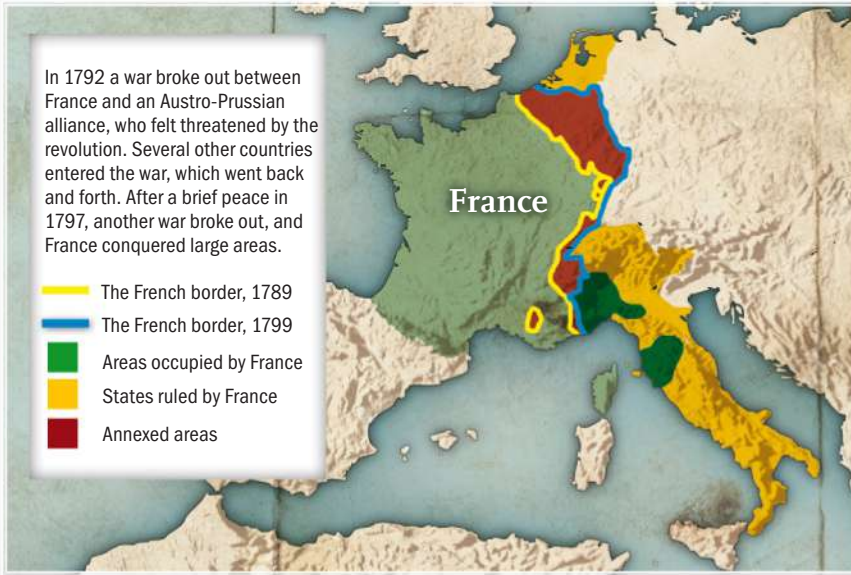 In 1792 a war broke out between
France and an Austro-Prussian
alliance, who felt threatened by the
revolution. Several other countries
entered the war, which went back
and forth. After a brief peace in
1797, another war broke out, and
France conquered large areas.
The French border, 1789
The French border, 1799
Areas occupied by France
States ruled by France
Annexed areas
France